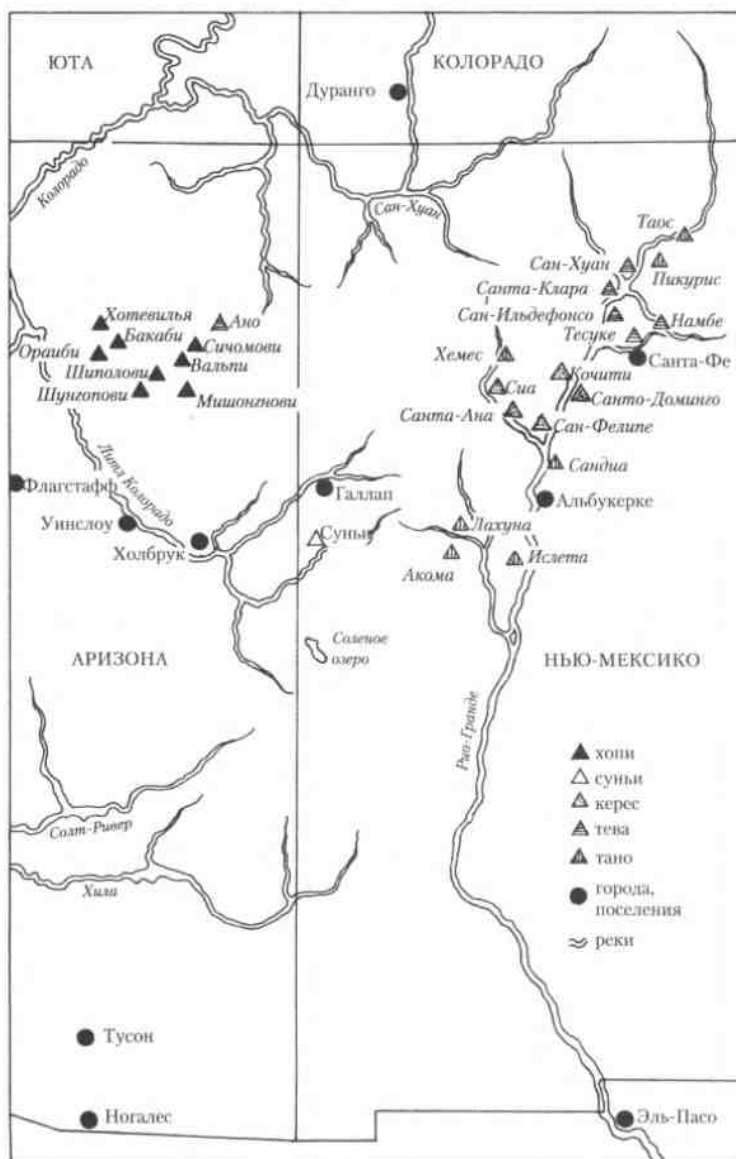 ЮТА
КОЛОРАДО
Дуранго
Колорадо
Сан-Хуан
Таос
Сан-Хуан
Пикурис
Санта-Клара
Сан-Ильдефонсо
Намбе
Тесуке
Санта-Фе
Хотевилья
Ано
Бакаби
Сичомови
Ораиби
Вальпи
Шиполови
Шунгопови
Мишонгнови
Хемес
Кочити
Сиа
Санто-Доминго
Санта-Ана
Сан-Фелипе
Сандиа
Флагстафф
Литл Колорадо
Галлап
Альбукерке
Уинслоу
Холбрук
Суньи
Лахуна
Акома
Ислета
Соленое
озеро
АРИЗОНА
НЬЮ-МЕКСИКО
Рио-Гранде
хопи
суньи
керес
тева
тано
города,
поселения
реки
Солт-Ривер
Хила
Тусон
Ногалес
Эль-Пасо